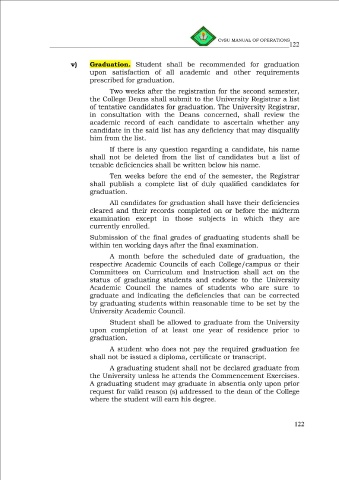 CvSU MANUAL OF OPERATIONS
122
v) Graduation. Student shall be recommended for graduation
upon satisfaction of all academic and other requirements
prescribed for graduation.
Two weeks after the registration for the second semester,
the College Deans shall submit to the University Registrar a list
of tentative candidates for graduation. The University Registrar,
in consultation with the Deans concerned, shall review the
academic record of each candidate to ascertain whether any
candidate in the said list has any deficiency that may disqualify
him from the list.
If there is any question regarding a candidate, his name
shall not be deleted from the list of candidates but a list of
tenable deficiencies shall be written below his name.
Ten weeks before the end of the semester, the Registrar
shall publish a complete list of duly qualified candidates for
graduation.
All candidates for graduation shall have their deficiencies
cleared and their records completed on or before the midterm
examination except in those subjects in which they are
currently enrolled.
Submission of the final grades of graduating students shall be
within ten working days after the final examination.
A month before the scheduled date of graduation, the
respective Academic Councils of each College/campus or their
Committees on Curriculum and Instruction shall act on the
status of graduating students and endorse to the University
Academic Council the names of students who are sure to
graduate and indicating the deficiencies that can be corrected
by graduating students within reasonable time to be set by the
University Academic Council.
Student shall be allowed to graduate from the University
upon completion of at least one year of residence prior to
graduation.
A student who does not pay the required graduation fee
shall not be issued a diploma, certificate or transcript.
A graduating student shall not be declared graduate from
the University unless he attends the Commencement Exercises.
A graduating student may graduate in absentia only upon prior
request for valid reason (s) addressed to the dean of the College
where the student will earn his degree.
122